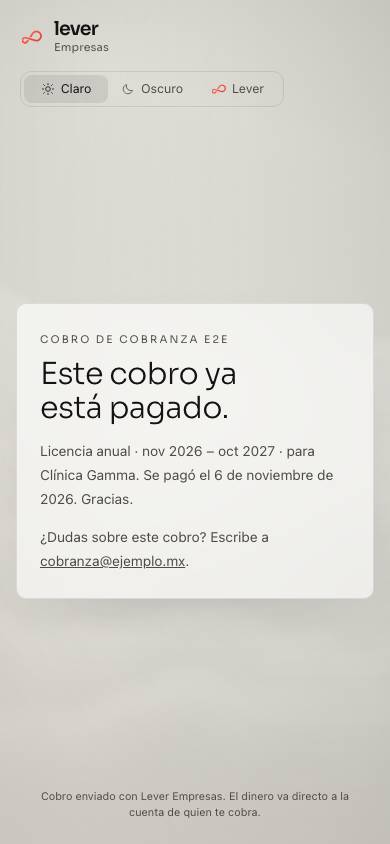 lever
Empresas
Claro
Oscuro
Lever
COBRO DE COBRANZA E2E
Este cobro ya
está pagado.
Licencia anual · nov 2026 – oct 2027 · para
Clínica Gamma. Se pagó el 6 de noviembre de
2026. Gracias.
¿Dudas sobre este cobro? Escribe a
cobranza@ejemplo.mx.
Cobro enviado con Lever Empresas. El dinero va directo a la
cuenta de quien te cobra.